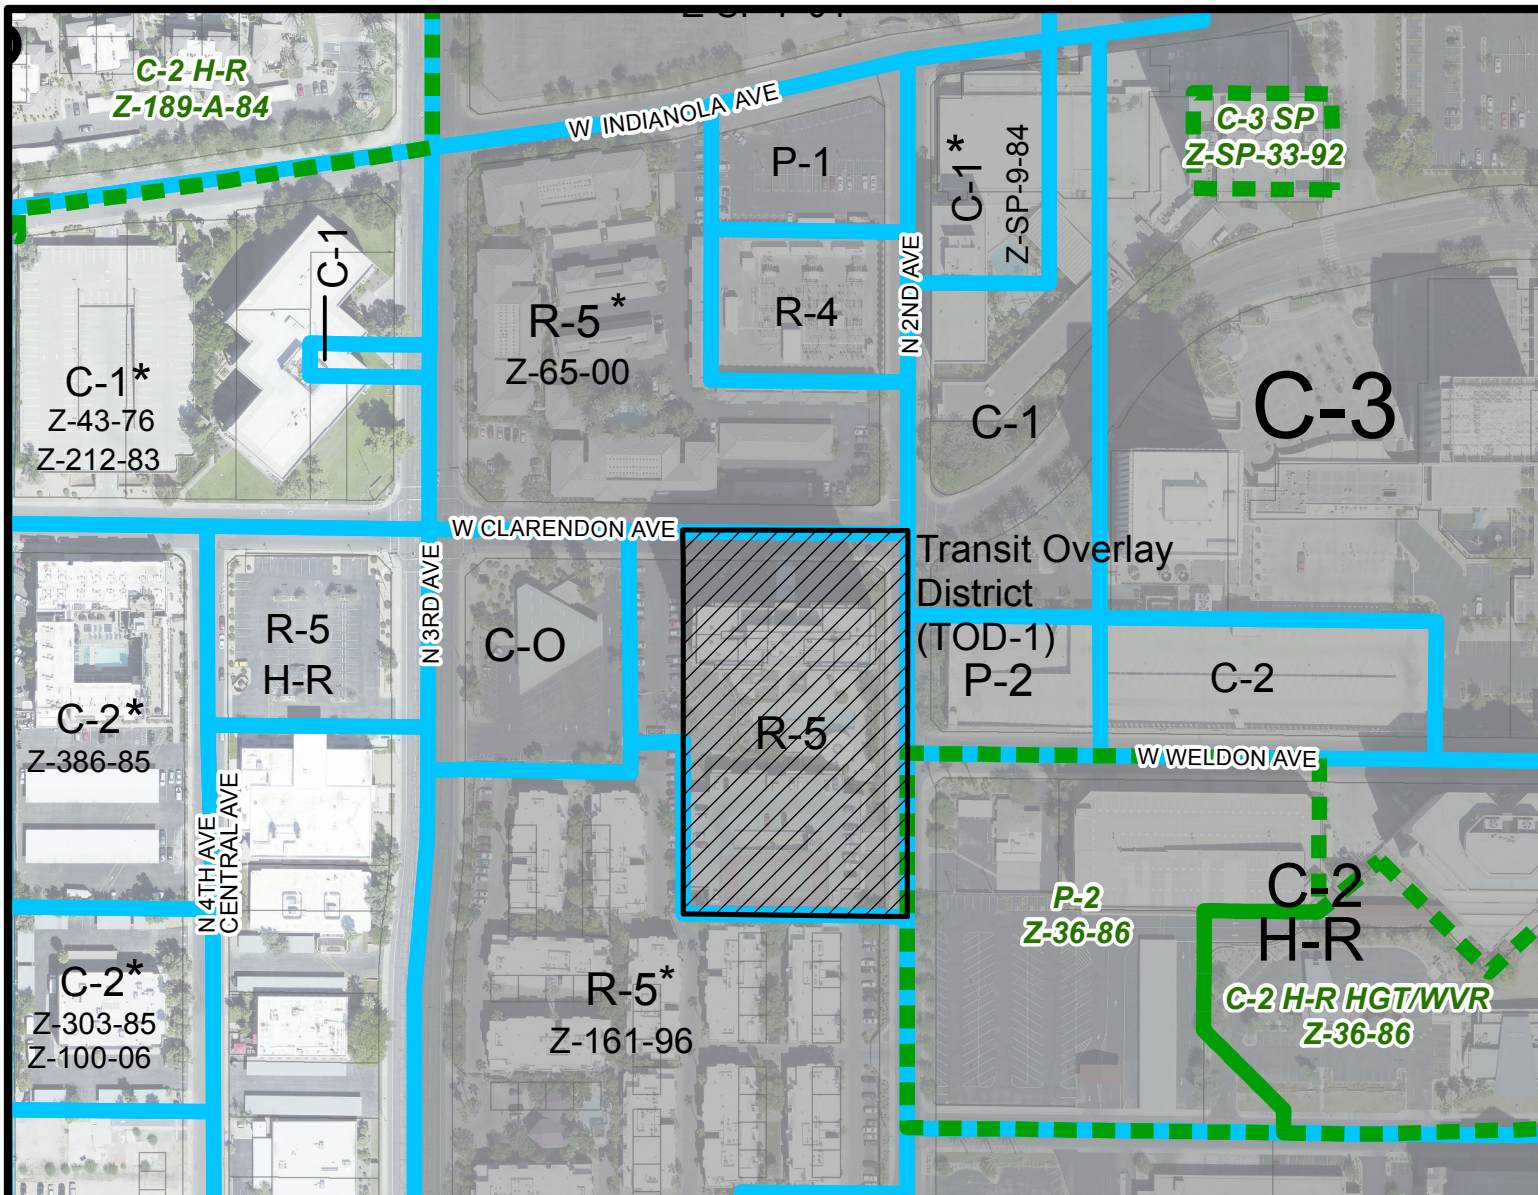 C-2 H-R
Z-189-A-84
W INDIANOLA AVE
P-1
C-1*
Z-SP-9-84
C-3 SP
Z-SP-33-92
C-1
R-5 *
Z-65-00
R-4
N 2ND AVE
C-1*
Z-43-76
Z-212-83
C-1
C-3
W CLARENDON AVE
N 3RD AVE
Transit Overlay
District
(TOD-1)
R-5
H-R
C-O
P-2
C-2
C-2*
Z-386-85
R-5
W WELDON AVE
N 4TH AVE
CENTRAL AVE
P-2
Z-36-86
C-2
H-R
C-2 H-R HGT/WVR
Z-36-86
C-2*
Z-303-85
Z-100-06
R-5*
Z-161-96